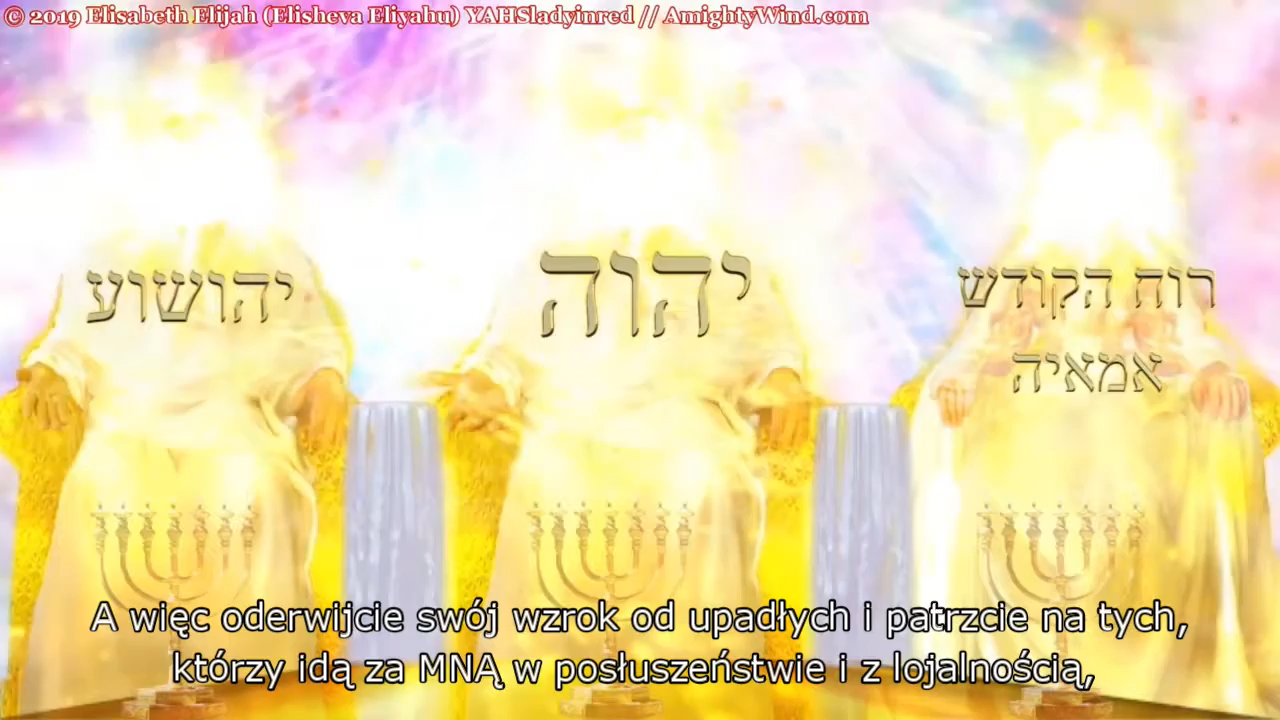 © 2019 Elisabeth Elijah (Elisheva Eliyahu) YAHSladyinred // AmightyWind.com
יהושוע
יהוה
רוח הקודש
אמאיה
A więc oderwijcie swój wzrok od upadłych i patrzcie na tych,
którzy idą za MNĄ w posłuszeństwie i z lojalnością,